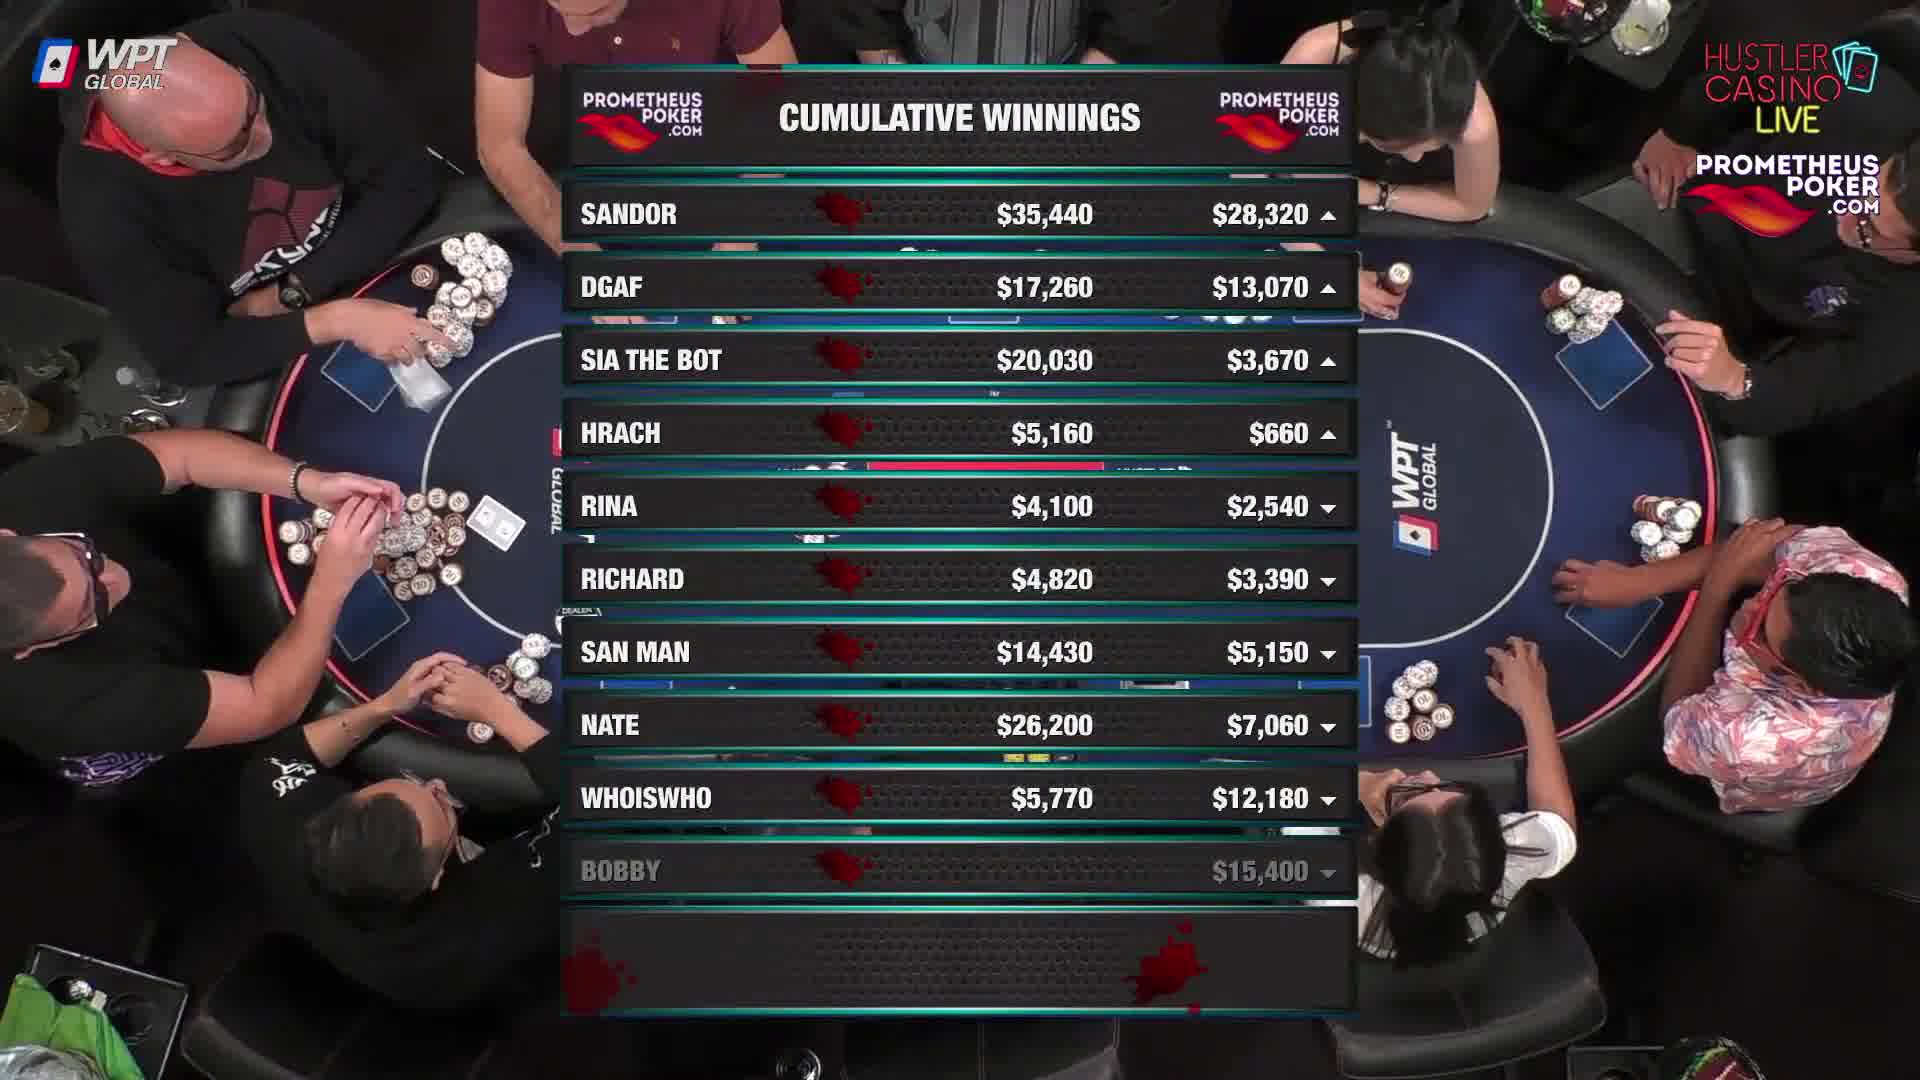 WPT
GLOBAL
HUSTLER
CASINO
LIVE
PROMETHEUS
POKER
.COM
PROMETHEUS
POKER
.COM
CUMULATIVE WINNINGS
PROMETHEUS
POKER
.COM
SANDOR $35,440 $28,320
DGAF $17,260 $13,070
SIA THE BOT $20,030 $3,670
HRACH $5,160 $660
RINA $4,100 $2,540
RICHARD $4,820 $3,390
SAN MAN $14,430 $5,150
NATE $26,200 $7,060
WHOISWHO $5,770 $12,180
BOBBY $15,400
WPT
GLOBAL
GLOBAL
DEALER